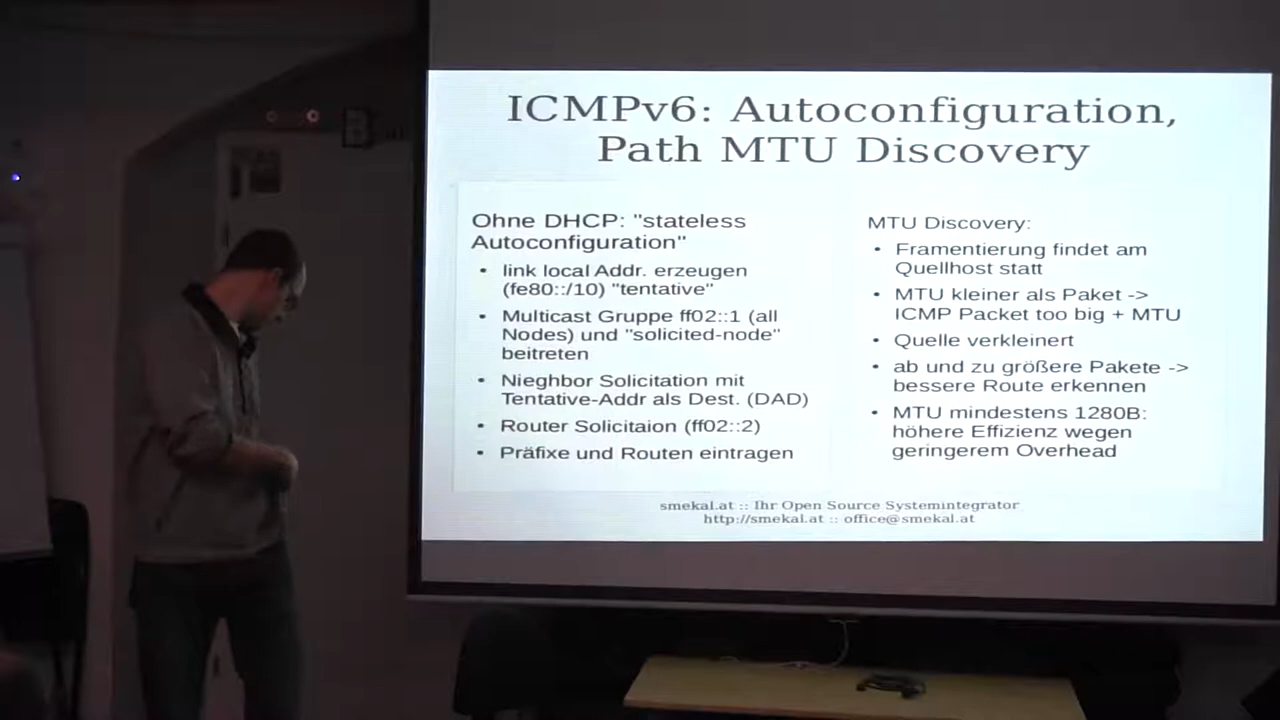 ICMPv6: Autoconfiguration,
Path MTU Discovery
Ohne DHCP: "stateless
Autoconfiguration"
• link local Addr. erzeugen
(fe80::/10) "tentative"
• Multicast Gruppe ff02::1 (all
Nodes) und "solicited-node"
beitreten
• Nieghbor Solicitation mit
Tentative-Addr als Dest. (DAD)
• Router Solicitaion (ff02::2)
• Präfixe und Routen eintragen
MTU Discovery:
• Framentierung findet am
Quellhost statt
• MTU kleiner als Paket ->
ICMP Packet too big + MTU
• Quelle verkleinert
• ab und zu größere Pakete ->
bessere Route erkennen
• MTU mindestens 1280B:
höhere Effizienz wegen
geringerem Overhead
smekal.at :: Ihr Open Source Systemintegrator
http://smekal.at :: office@smekal.at